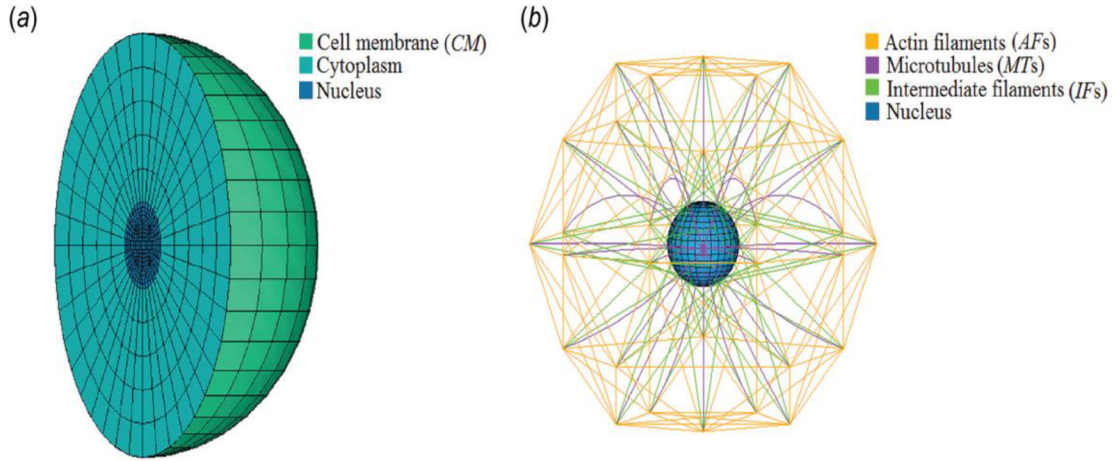 (a)
Cell membrane (CM)
Cytoplasm
Nucleus
(b)
Actin filaments (AFs)
Microtubules (MTs)
Intermediate filaments (IFs)
Nucleus